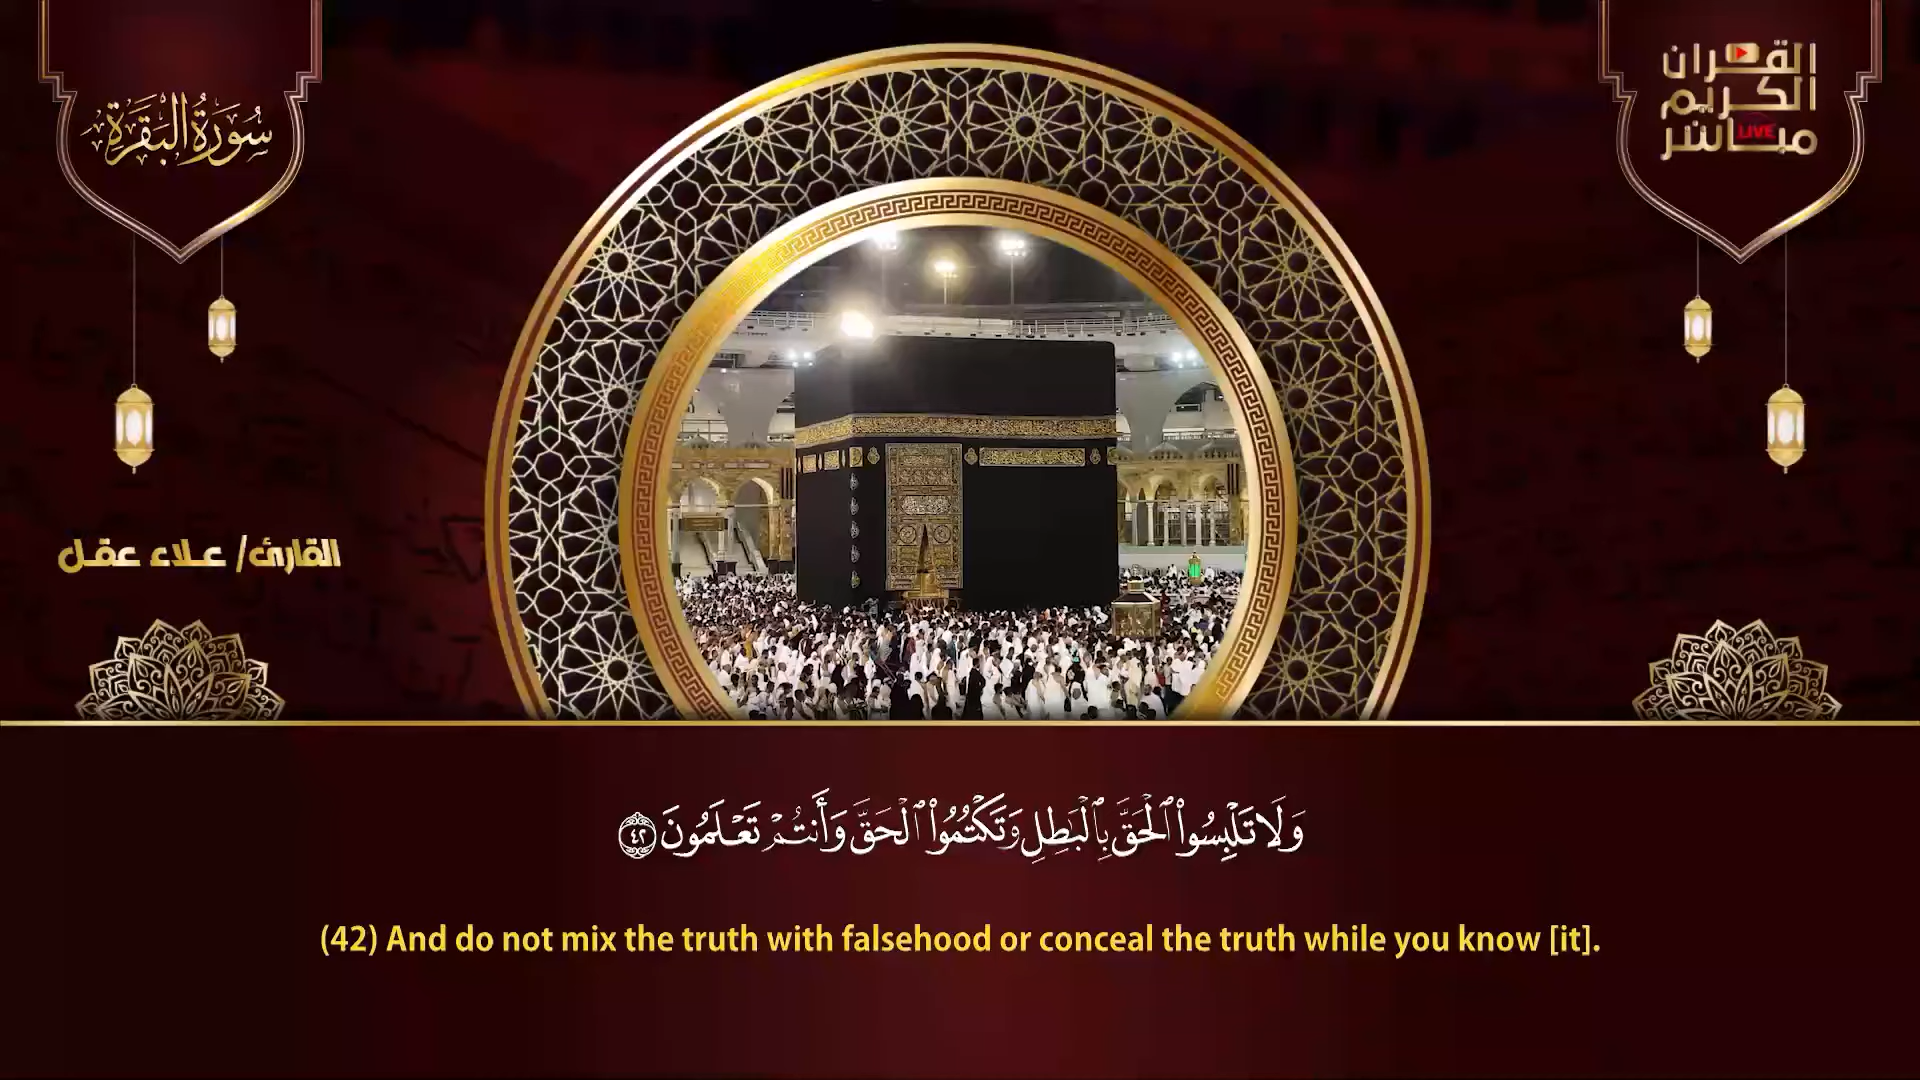 سُورَةُ البَقَرَةِ
القران
الكريم
مباشر
LIVE
القارئ/ علاء عقل
وَلَا تَلْبِسُوا۟ ٱلْحَقَّ بِٱلْبَـٰطِلِ وَتَكْتُمُوا۟ ٱلْحَقَّ وَأَنتُمْ تَعْلَمُونَ ٤٢
(42) And do not mix the truth with falsehood or conceal the truth while you know [it].